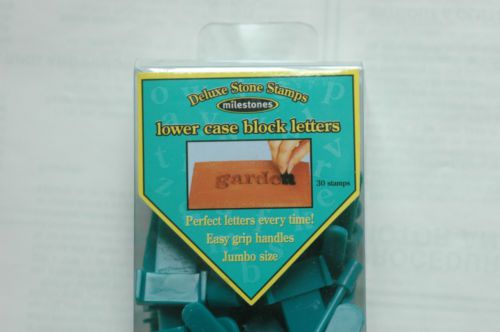 Deluxe Stone Stamps
milestones
lower case block letters
garden
30 stamps
Perfect letters every time!
Easy grip handles
Jumbo size